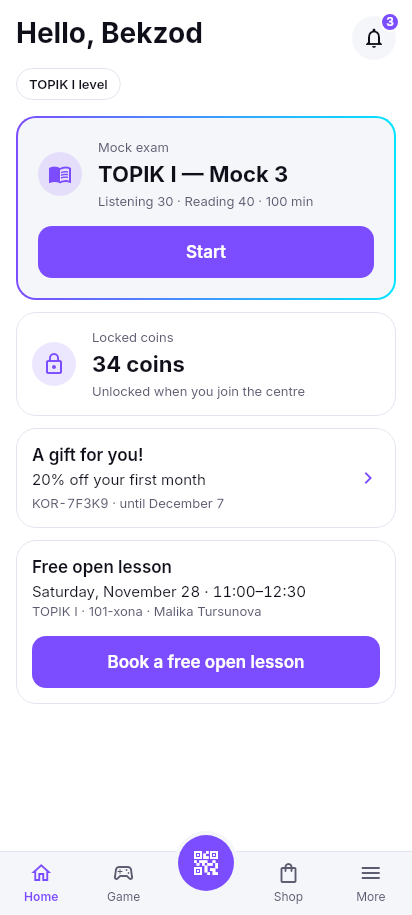 Hello, Bekzod
3
TOPIK I level
Mock exam
TOPIK I — Mock 3
Listening 30 · Reading 40 · 100 min
Start
Locked coins
34 coins
Unlocked when you join the centre
A gift for you!
20% off your first month
KOR-7F3K9 · until December 7
Free open lesson
Saturday, November 28 · 11:00–12:30
TOPIK I · 101-xona · Malika Tursunova
Book a free open lesson
Home
Game
Shop
More